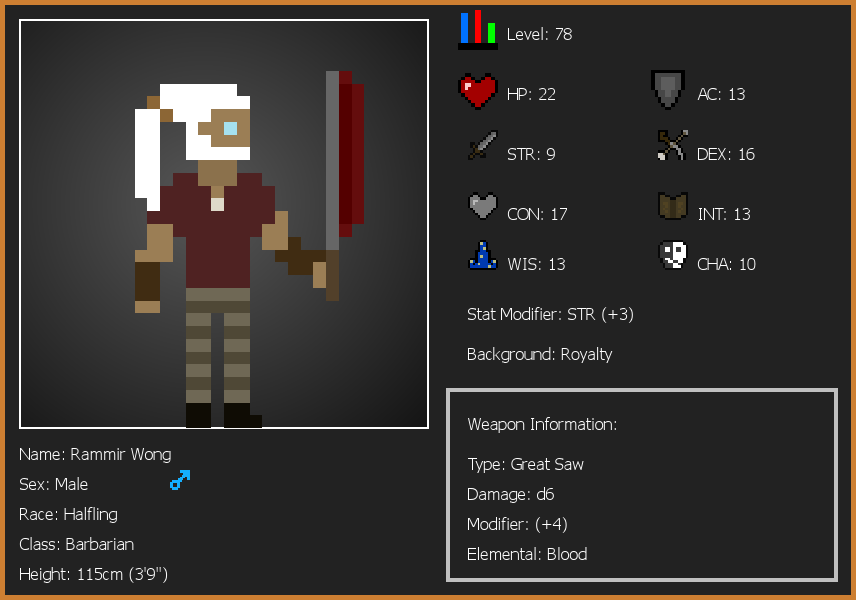 Level: 78
HP: 22
AC: 13
STR: 9
DEX: 16
CON: 17
INT: 13
WIS: 13
CHA: 10
Stat Modifier: STR (+3)
Background: Royalty
Weapon Information:
Type: Great Saw
Damage: d6
Modifier: (+4)
Elemental: Blood
Name: Rammir Wong
Sex: Male
Race: Halfling
Class: Barbarian
Height: 115cm (3'9")